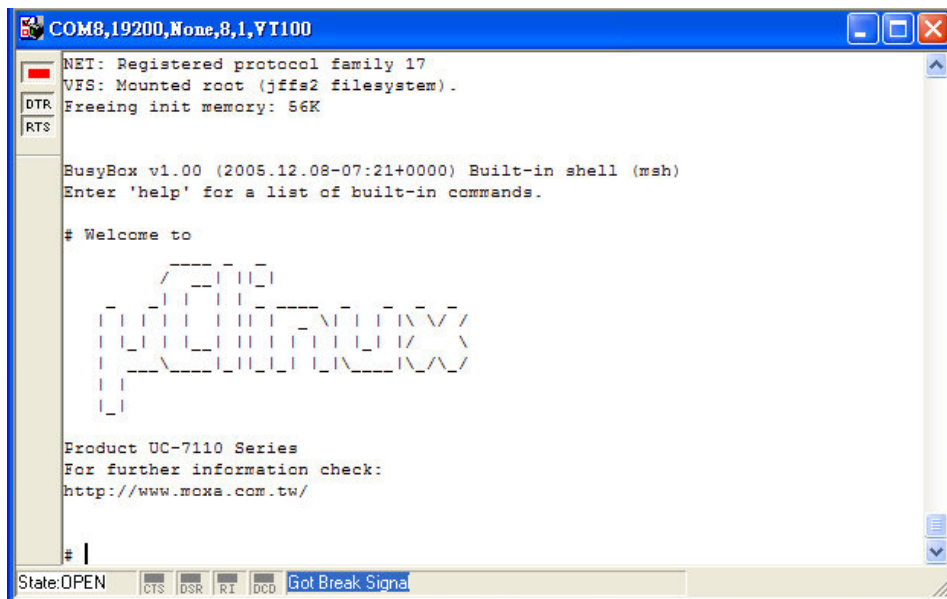 COM8,19200,None,8,1,VT100
DTR
RTS
NET: Registered protocol family 17
VFS: Mounted root (jffs2 filesystem).
Freeing init memory: 56K
BusyBox v1.00 (2005.12.08-07:21+0000) Built-in shell (msh)
Enter 'help' for a list of built-in commands.
# Welcome to
µClinux
Product UC-7110 Series
For further information check:
http://www.moxa.com.tw/
#
State:OPEN CTS DSR RI DCD Got Break Signal